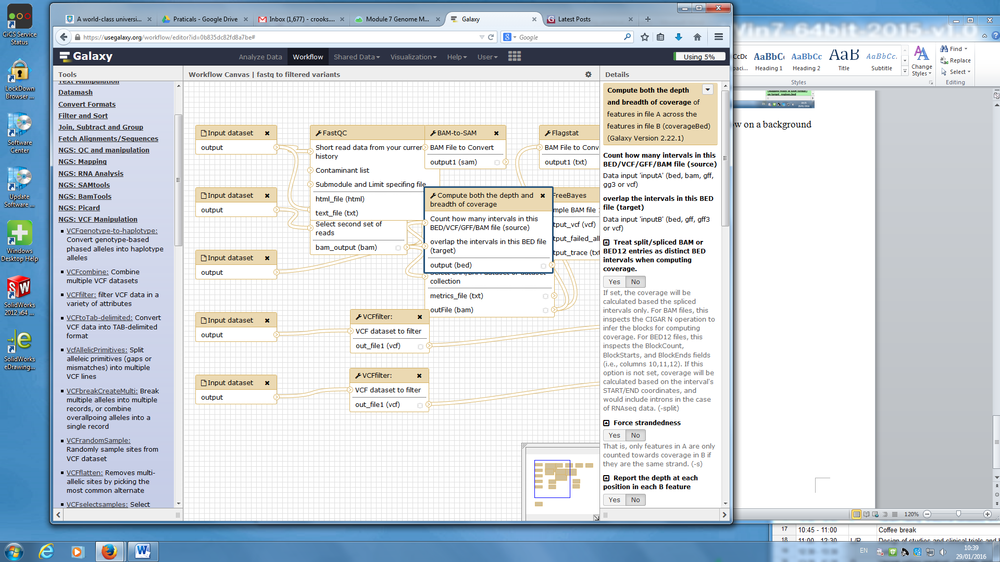 CiCS Service
Status
LockDown
Browser ...
Software
Center
Update
Software
Windows
Desktop Help
SolidWorks
2012 x64 ...
SolidWorks
eDrawing...
A world-class universi...
Praticals - Google Drive
Inbox (1,677) - crooks....
Module 7 Genome M...
Galaxy
Latest Posts
https://usegalaxy.org/workflow/editor?id=0b835dc82fd8a7be#
Google
Galaxy
Analyze Data
Workflow
Shared Data
Visualization
Help
User
Using 5%
Tools
Text Manipulation
Datamash
Convert Formats
Filter and Sort
Join, Subtract and Group
Fetch Alignments/Sequences
NGS: QC and manipulation
NGS: Mapping
NGS: RNA Analysis
NGS: SAMtools
NGS: BamTools
NGS: Picard
NGS: VCF Manipulation
VCFgenotype-to-haplotype:
Convert genotype-based
phased alleles into haplotype
alleles
VCFcombine: Combine
multiple VCF datasets
VCFfilter: filter VCF data in a
variety of attributes
VCFtoTab-delimited: Convert
VCF data into TAB-delimited
format
VcfAllelicPrimitives: Split
alleleic primitives (gaps or
mismatches) into multiple
VCF lines
VCFbreakCreateMulti: Break
multiple alleles into multiple
records, or combine
overallpoing alleles into a
single record
VCFrandomSample:
Randomly sample sites from
VCF dataset
VCFflatten: Removes multi-
allelic sites by picking the
most common alternate
VCFselectsamples: Select
Workflow Canvas | fastq to filtered variants
Input dataset
output
Input dataset
output
Input dataset
output
Input dataset
output
Input dataset
output
FastQC
Short read data from your current
history
Contaminant list
Submodule and Limit specifing file
html_file (html)
text_file (txt)
Select second set of
reads
bam_output (bam)
BAM-to-SAM
BAM File to Convert
output1 (sam)
Flagstat
BAM File to Conv
output1 (txt)
Compute both the depth and
breadth of coverage
Count how many intervals in this
BED/VCF/GFF/BAM file (source)
overlap the intervals in this BED file
(target)
output (bed)
FreeBayes
mple BAM file
tput_vcf (vcf)
tput_failed_all
tput_trace (txt
Select SAM/BAM dataset or dataset
collection
metrics_file (txt)
outFile (bam)
VCFfilter:
VCF dataset to filter
out_file1 (vcf)
VCFfilter:
VCF dataset to filter
out_file1 (vcf)
Details
Compute both the depth
and breadth of coverage of
features in file A across the
features in file B (coverageBed)
(Galaxy Version 2.22.1)
Count how many intervals in this
BED/VCF/GFF/BAM file (source)
Data input 'inputA' (bed, bam, gff,
gg3 or vcf)
overlap the intervals in this BED
file (target)
Data input 'inputB' (bed, gff, gff3
or vcf)
Treat split/spliced BAM or
BED12 entries as distinct BED
intervals when computing
coverage.
Yes No
If set, the coverage will be
calculated based the spliced
intervals only. For BAM files, this
inspects the CIGAR N operation to
infer the blocks for computing
coverage. For BED12 files, this
inspects the BlockCount,
BlockStarts, and BlockEnds fields
(i.e., columns 10,11,12). If this
option is not set, coverage will be
calculated based on the interval's
START/END coordinates, and
would include introns in the case
of RNAseq data. (-split)
Force strandedness
Yes No
That is, only features in A are only
counted towards coverage in B if
they are the same strand. (-s)
Report the depth at each
position in each B feature
Yes No
in7-64bit-2015-v1.0
CcDc AaBbCc AaBbCc AaB AaBbCc.
paci... Heading 1 Heading 2 Title Subtitle
Change
Styles
Styles
Find
Replace
Select
Editing
on target_regions.bed
ow on a background
120%
17 10:45 - 11:00 Coffee break
18 11:00 - 12:30 L/R Design of studies and clinical trials and
EN
10:39
29/01/2016